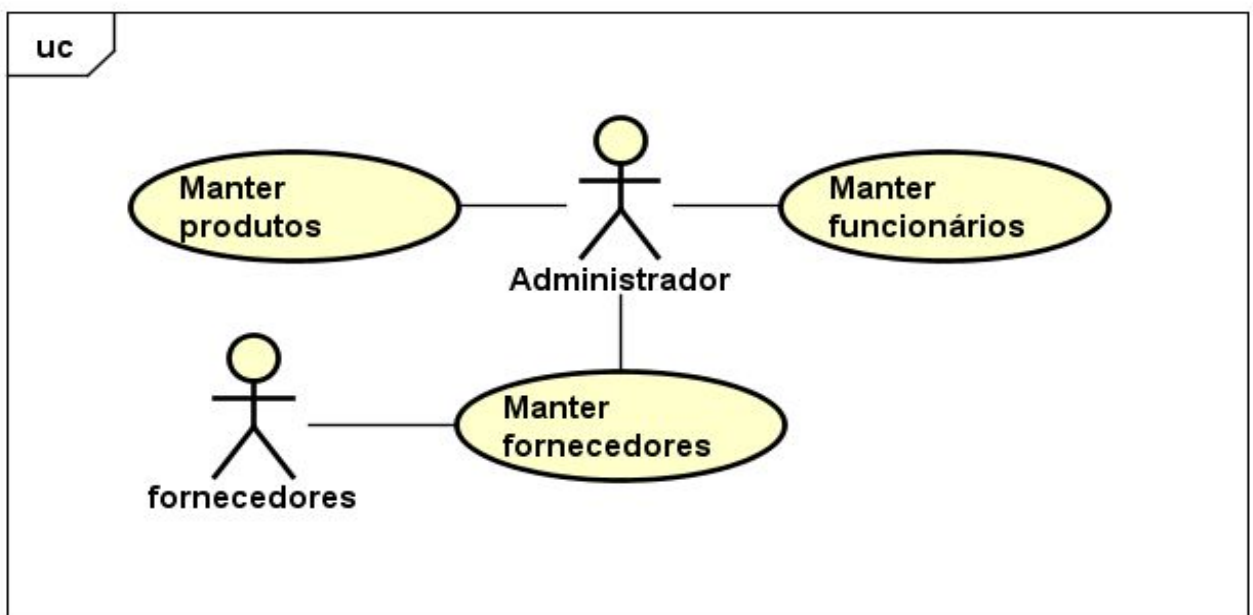 uc
Manter
produtos
Administrador
Manter
funcionários
fornecedores
Manter
fornecedores